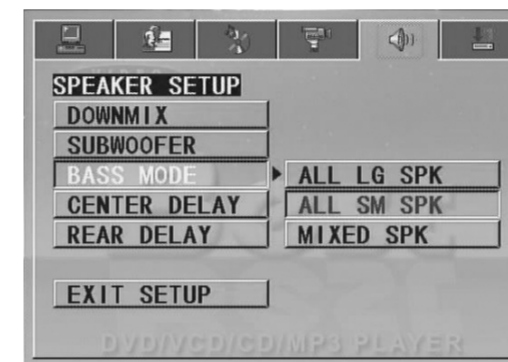 SPEAKER SETUP
DOWNMIX
SUBWOOFER
BASS MODE
ALL LG SPK
CENTER DELAY
ALL SM SPK
REAR DELAY
MIXED SPK
EXIT SETUP
DVD/VCD/CD/MP3 PLAYER